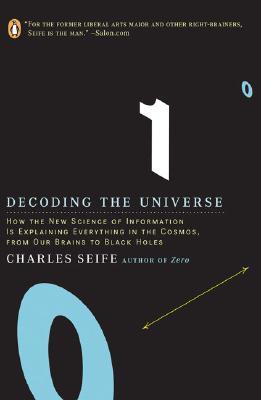 "For the former liberal arts major and other right-brainers,
Seife is the man." —Salon.com
0
1
Decoding the Universe
How the New Science of Information
Is Explaining Everything in the Cosmos,
from Our Brains to Black Holes
CHARLES SEIFE AUTHOR OF Zero
0